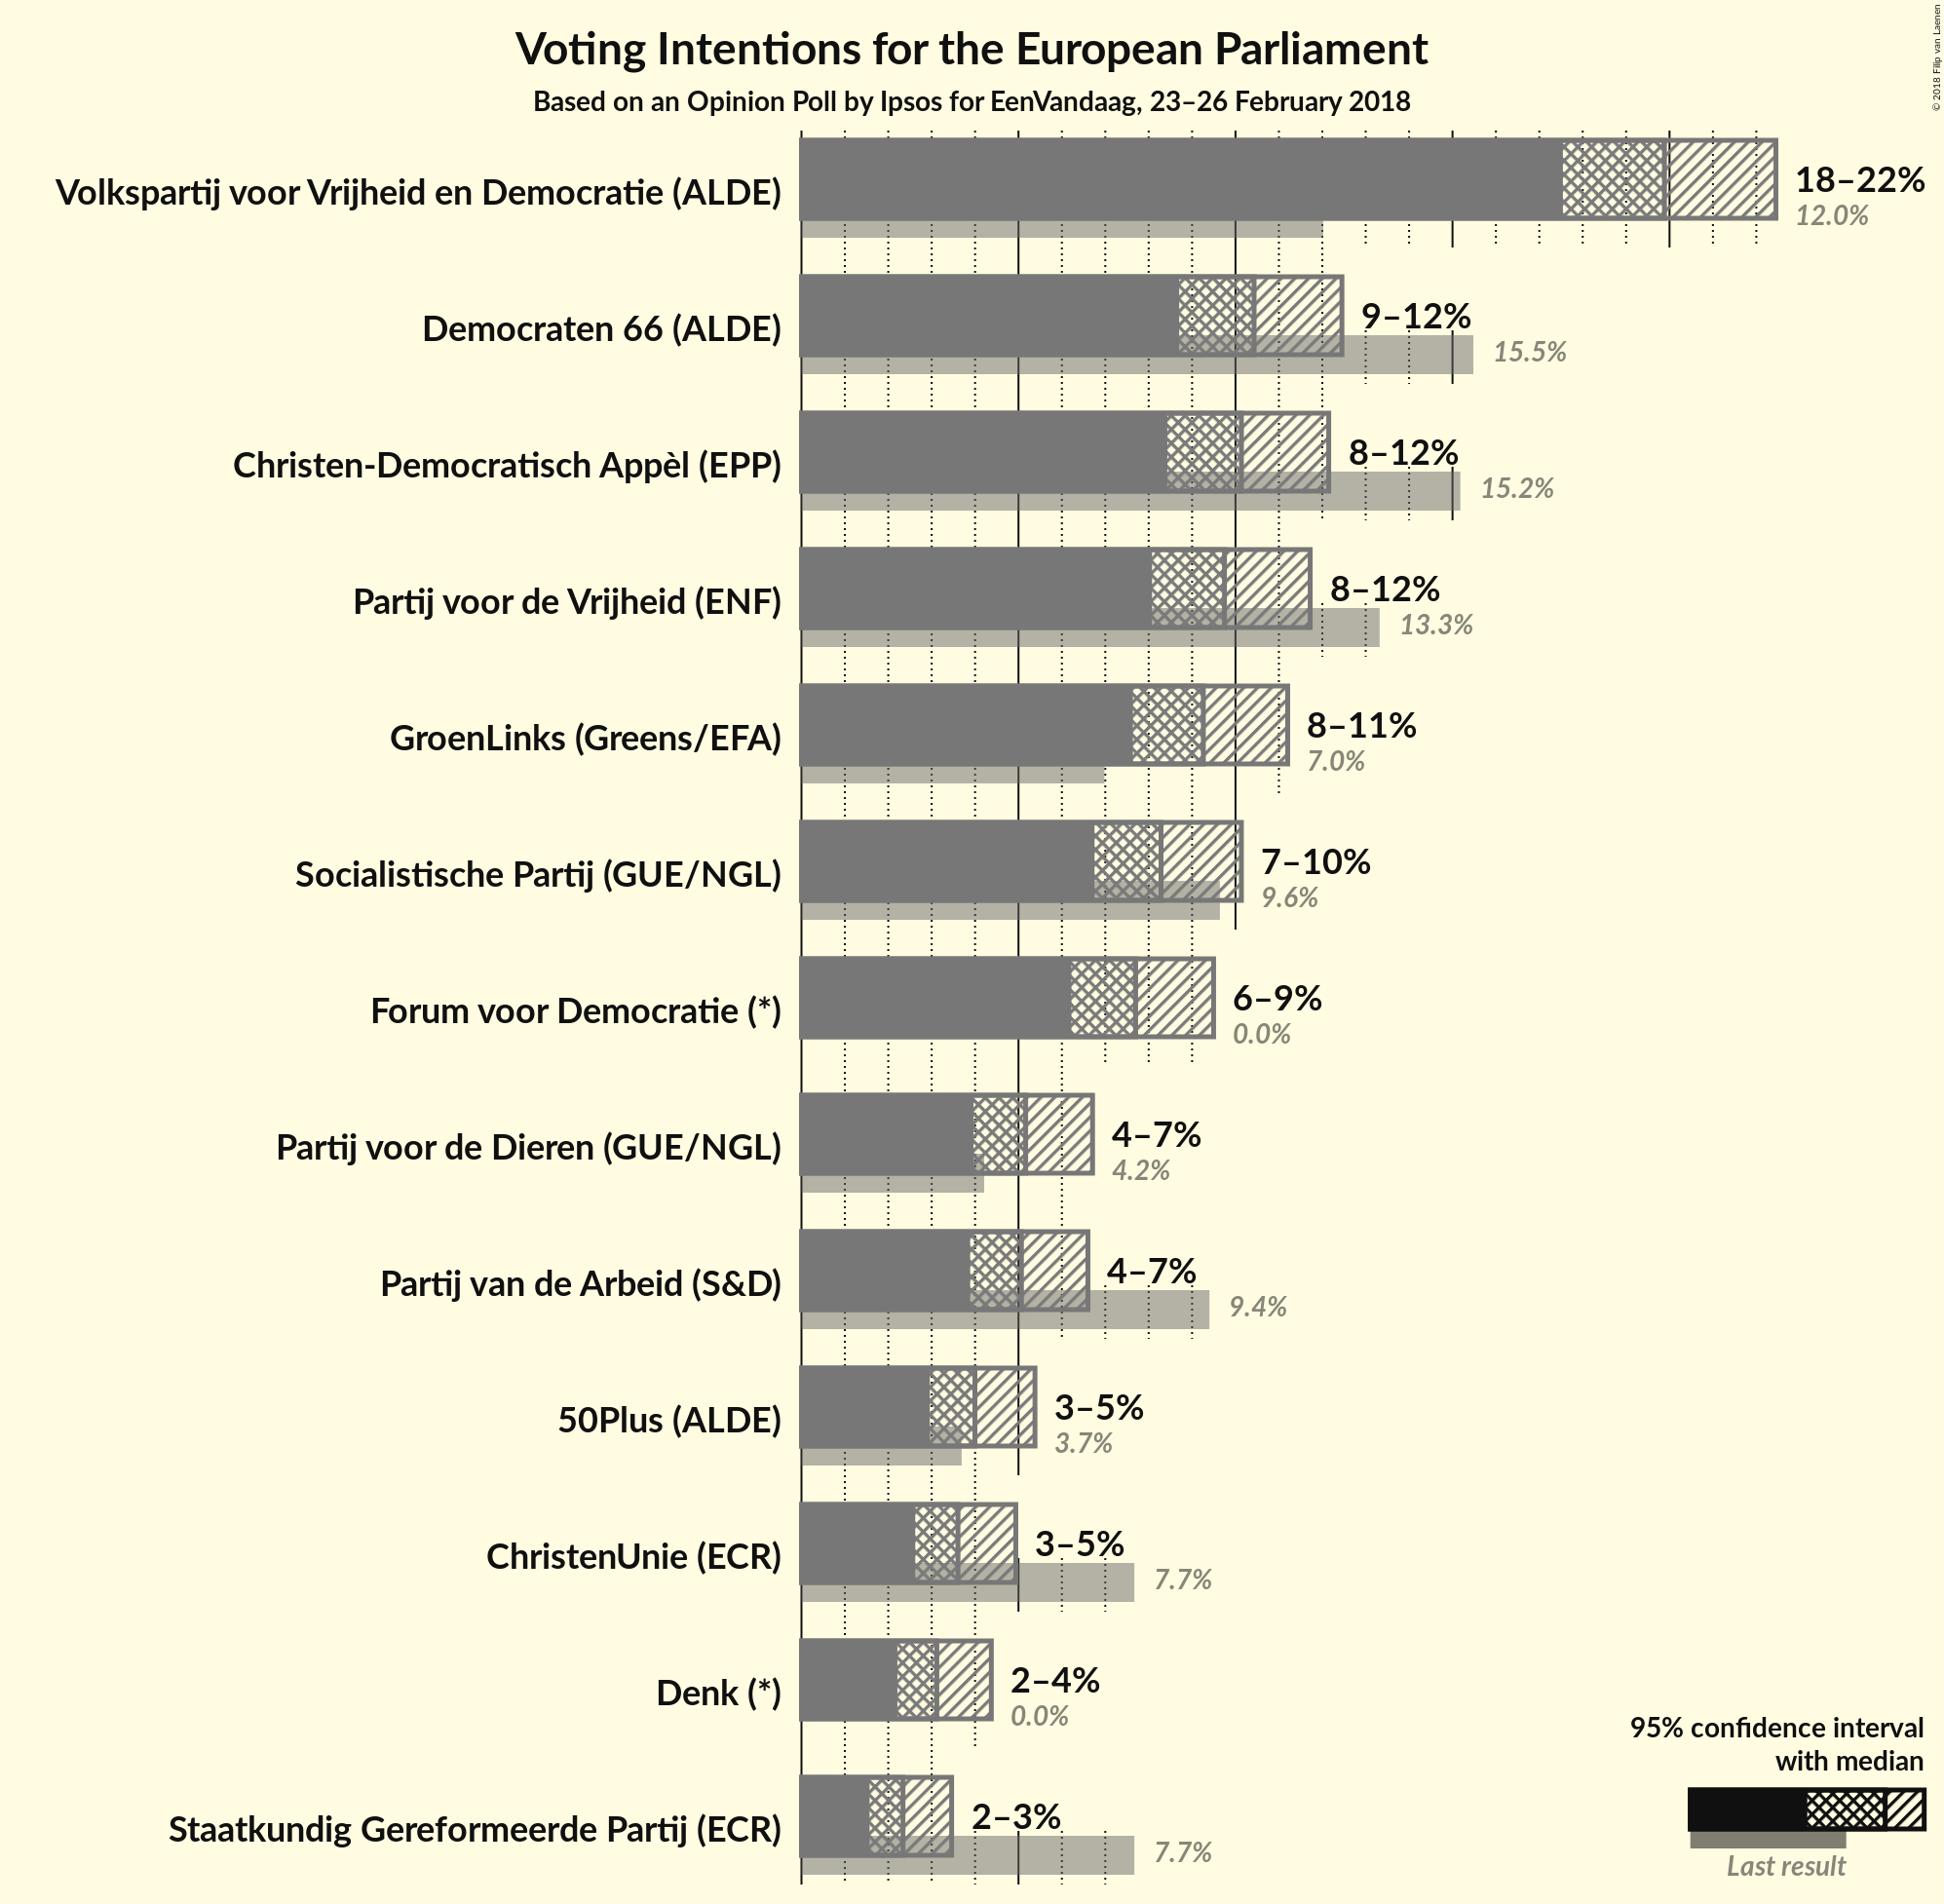 Voting Intentions for the European Parliament
Based on an Opinion Poll by Ipsos for EenVandaag, 23–26 February 2018
© 2018 Filip van Laenen
Volkspartij voor Vrijheid en Democratie (ALDE)
18–22%
12.0%
Democraten 66 (ALDE)
9–12%
15.5%
Christen-Democratisch Appèl (EPP)
8–12%
15.2%
Partij voor de Vrijheid (ENF)
8–12%
13.3%
GroenLinks (Greens/EFA)
8–11%
7.0%
Socialistische Partij (GUE/NGL)
7–10%
9.6%
Forum voor Democratie (*)
6–9%
0.0%
Partij voor de Dieren (GUE/NGL)
4–7%
4.2%
Partij van de Arbeid (S&D)
4–7%
9.4%
50Plus (ALDE)
3–5%
3.7%
ChristenUnie (ECR)
3–5%
7.7%
Denk (*)
2–4%
0.0%
Staatkundig Gereformeerde Partij (ECR)
2–3%
7.7%
95% confidence interval
with median
Last result